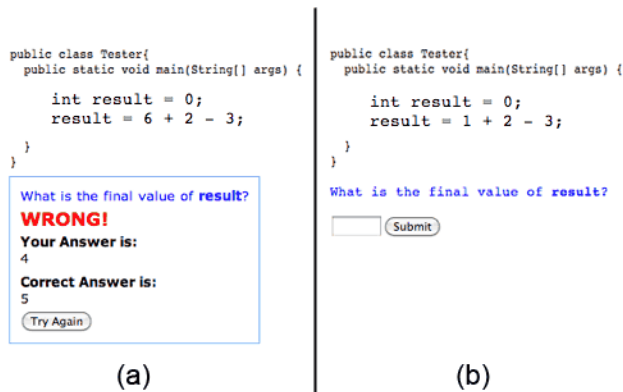 public class Tester{
public static void main(String[] args) {
int result = 0;
result = 6 + 2 - 3;
}
}
What is the final value of result?
WRONG!
Your Answer is:
4
Correct Answer is:
5
Try Again
(a)
public class Tester{
public static void main(String[] args) {
int result = 0;
result = 1 + 2 - 3;
}
}
What is the final value of result?
Submit
(b)